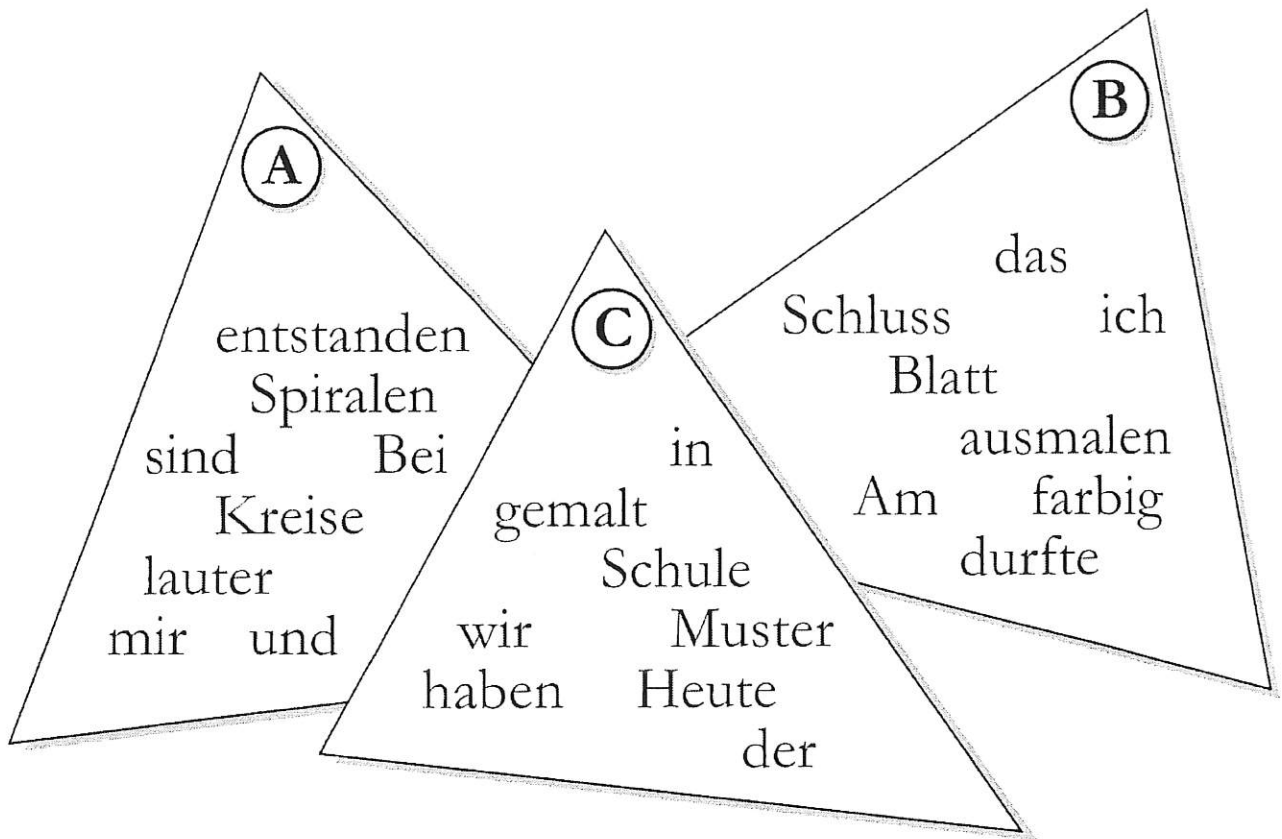 A
entstanden
Spiralen
sind Bei
Kreise
lauter
mir und
C
in
gemalt
Schule
wir Muster
haben Heute
der
B
das
Schluss ich
Blatt
ausmalen
Am farbig
durfte